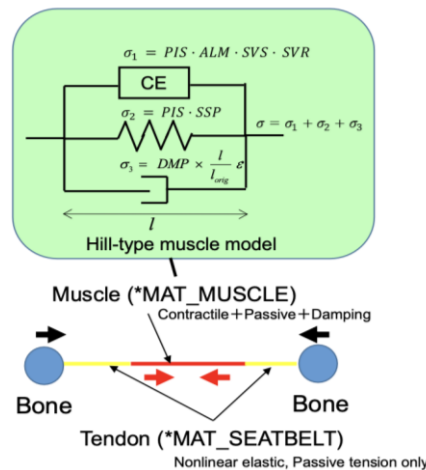 σ₁ = PIS · ALM · SVS · SVR
CE
σ₂ = PIS · SSP
σ = σ₁ + σ₂ + σ₃
σ₃ = DMP × l / l_orig ε̇
l
Hill-type muscle model
Muscle (*MAT_MUSCLE)
Contractile+Passive+Damping
Bone
Bone
Tendon (*MAT_SEATBELT)
Nonlinear elastic, Passive tension only